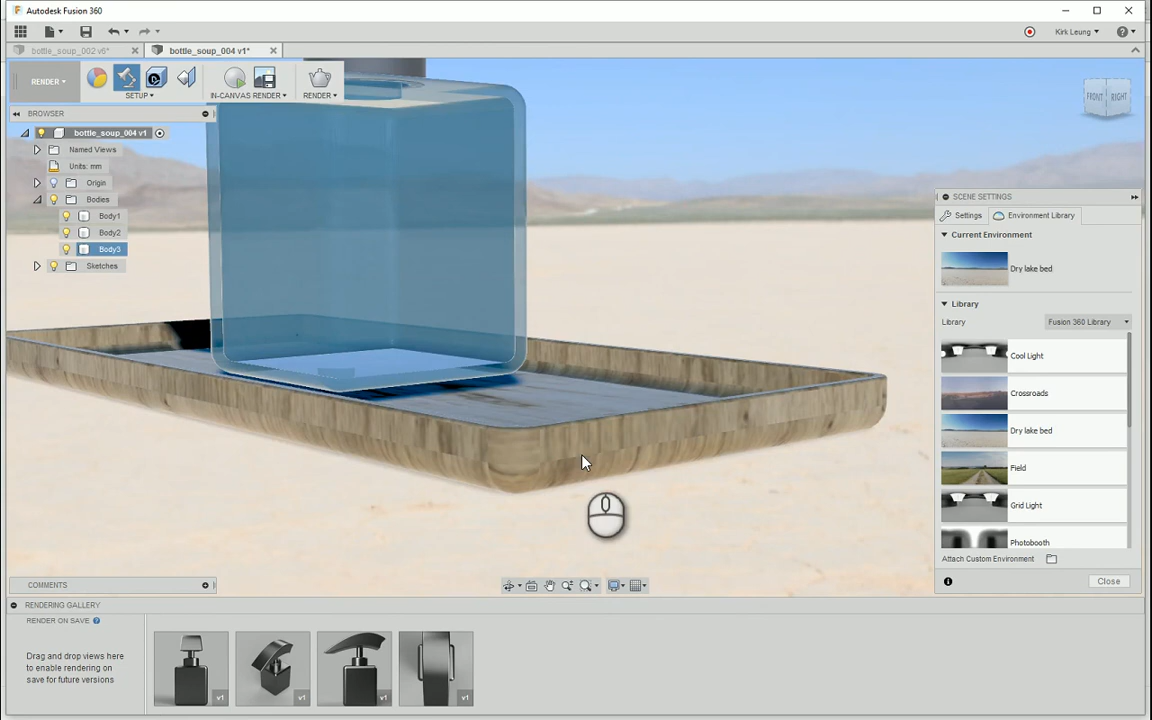 Autodesk Fusion 360
Kirk Leung
bottle_soup_002 v6*
bottle_soup_004 v1*
RENDER
SETUP
IN-CANVAS RENDER
RENDER
BROWSER
bottle_soup_004 v1
Named Views
Units: mm
Origin
Bodies
Body1
Body2
Body3
Sketches
FRONT
RIGHT
SCENE SETTINGS
Settings
Environment Library
Current Environment
Dry lake bed
Library
Library
Fusion 360 Library
Cool Light
Crossroads
Dry lake bed
Field
Grid Light
Photobooth
Attach Custom Environment
Close
COMMENTS
RENDERING GALLERY
RENDER ON SAVE
Drag and drop views here
to enable rendering on
save for future versions
v1
v1
v1
v1